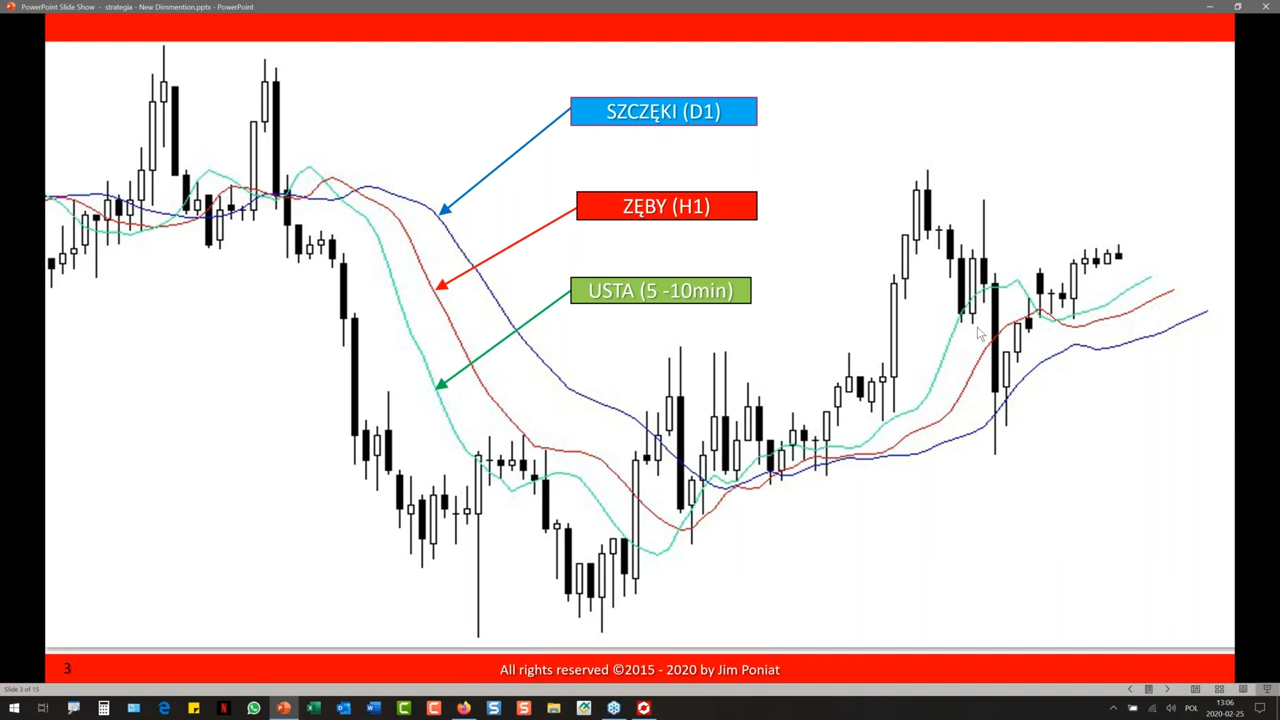 PowerPoint Slide Show - strategia - New Dimmention.pptx - PowerPoint
SZCZĘKI (D1)
ZĘBY (H1)
USTA (5 -10min)
3
All rights reserved ©2015 - 2020 by Jim Poniat
Slide 3 of 15
POL
13:06
2020-02-25